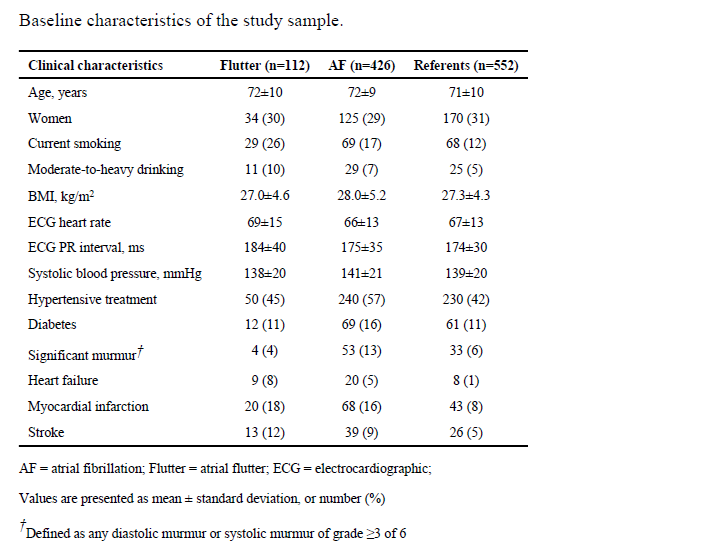 Baseline characteristics of the study sample.
Clinical characteristics Flutter (n=112) AF (n=426) Referents (n=552)
Age, years 72±10 72±9 71±10
Women 34 (30) 125 (29) 170 (31)
Current smoking 29 (26) 69 (17) 68 (12)
Moderate-to-heavy drinking 11 (10) 29 (7) 25 (5)
BMI, kg/m² 27.0±4.6 28.0±5.2 27.3±4.3
ECG heart rate 69±15 66±13 67±13
ECG PR interval, ms 184±40 175±35 174±30
Systolic blood pressure, mmHg 138±20 141±21 139±20
Hypertensive treatment 50 (45) 240 (57) 230 (42)
Diabetes 12 (11) 69 (16) 61 (11)
Significant murmur† 4 (4) 53 (13) 33 (6)
Heart failure 9 (8) 20 (5) 8 (1)
Myocardial infarction 20 (18) 68 (16) 43 (8)
Stroke 13 (12) 39 (9) 26 (5)
AF = atrial fibrillation; Flutter = atrial flutter; ECG = electrocardiographic;
Values are presented as mean ± standard deviation, or number (%)
†Defined as any diastolic murmur or systolic murmur of grade ≥3 of 6